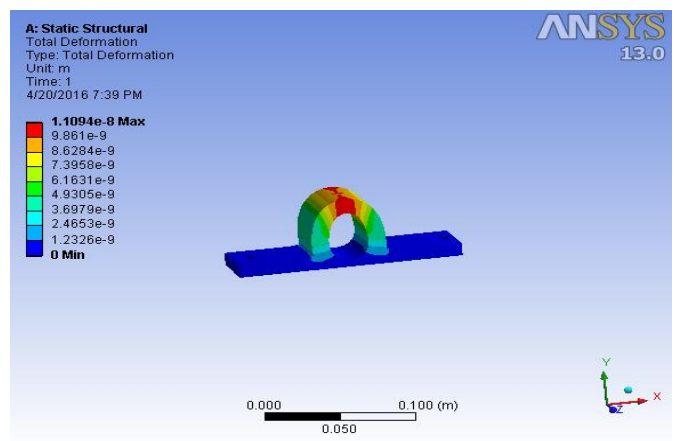 A: Static Structural
Total Deformation
Type: Total Deformation
Unit: m
Time: 1
4/20/2016 7:39 PM
1.1094e-8 Max
9.861e-9
8.6284e-9
7.3958e-9
6.1631e-9
4.9305e-9
3.6979e-9
2.4653e-9
1.2326e-9
0 Min
ANSYS
13.0
0.000
0.100 (m)
0.050
Y
X
Z